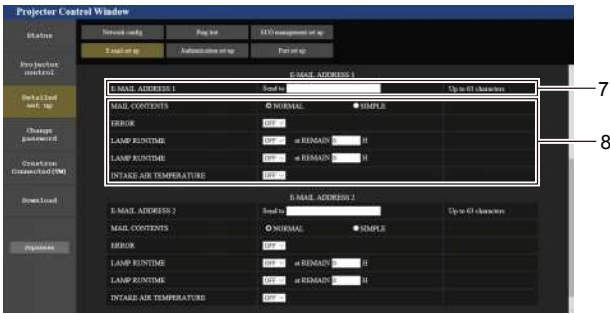 Projector Control Window
Status
Projector control
Detailed set up
Change password
Crestron Connected(TM)
Download
Japanese
Network config
Ping test
ECO management set up
E-mail set up
Authentication set up
Port set up
E-MAIL ADDRESS 1
E-MAIL ADDRESS 1 Send to Up to 63 characters 7
MAIL CONTENTS NORMAL SIMPLE
ERROR OFF
8
LAMP RUNTIME OFF at REMAIN 0 H
LAMP RUNTIME OFF at REMAIN 0 H
INTAKE AIR TEMPERATURE OFF
E-MAIL ADDRESS 2
E-MAIL ADDRESS 2 Send to Up to 63 characters
MAIL CONTENTS NORMAL SIMPLE
ERROR OFF
LAMP RUNTIME OFF at REMAIN 0 H
LAMP RUNTIME OFF at REMAIN 0 H
INTAKE AIR TEMPERATURE OFF